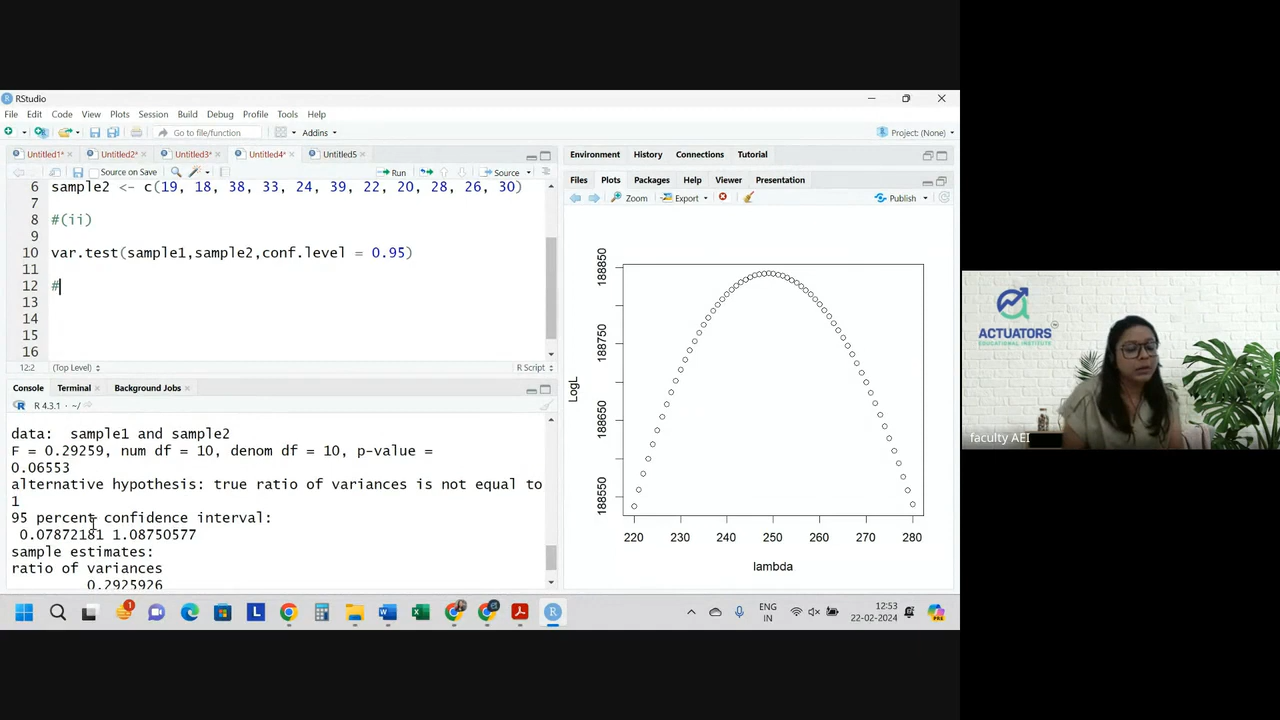 RStudio
File Edit Code View Plots Session Build Debug Profile Tools Help
Go to file/function Addins Project: (None)
Untitled1* Untitled2* Untitled3* Untitled4* Untitled5
Source on Save Run Source
6 sample2 <- c(19, 18, 38, 33, 24, 39, 22, 20, 28, 26, 30)
7
8 #(ii)
9
10 var.test(sample1,sample2,conf.level = 0.95)
11
12 #
13
14
15
16
12:2 (Top Level) R Script
Console Terminal Background Jobs
R 4.3.1 · ~/
data: sample1 and sample2
F = 0.29259, num df = 10, denom df = 10, p-value =
0.06553
alternative hypothesis: true ratio of variances is not equal to
1
95 percent confidence interval:
0.07872181 1.08750577
sample estimates:
ratio of variances
0.2925926
Environment History Connections Tutorial
Files Plots Packages Help Viewer Presentation
Zoom Export Publish
LogL
188550 188650 188750 188850
220 230 240 250 260 270 280
lambda
ENG
IN
12:53
22-02-2024
ACTUATORS
EDUCATIONAL INSTITUTE
faculty AEI